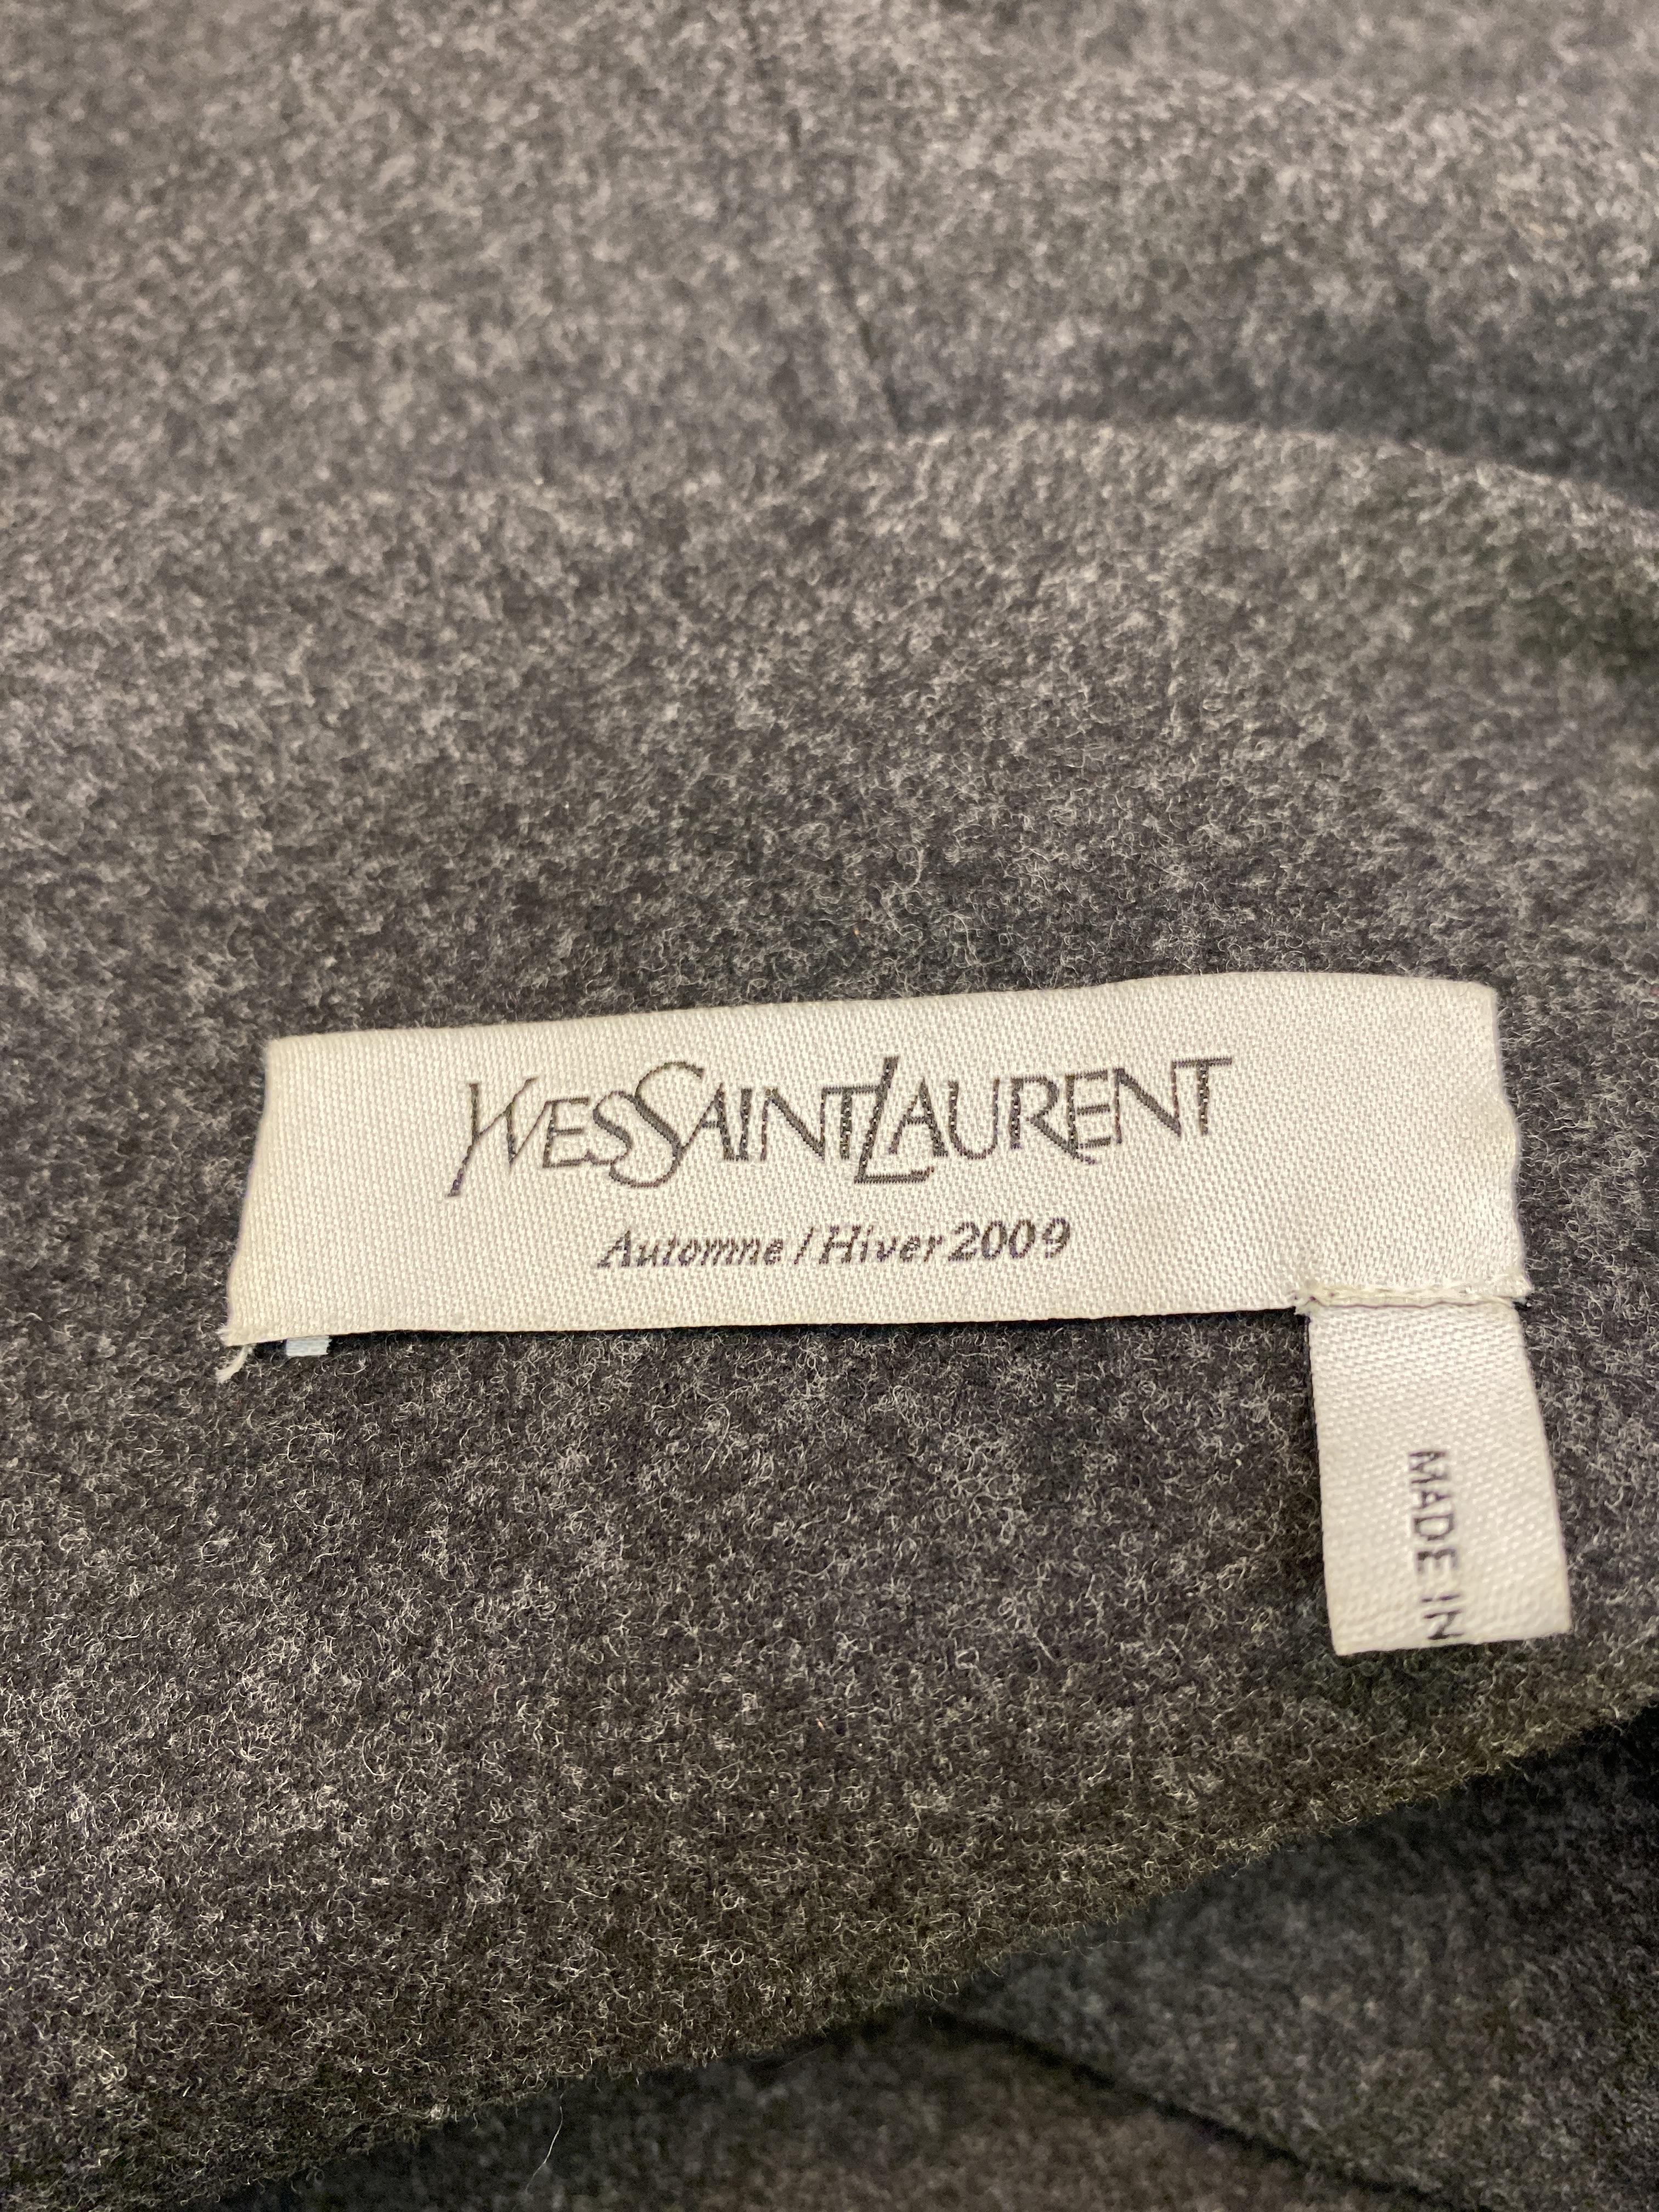 YVESSAINTLAURENT
Automne / Hiver 2009
MADE IN